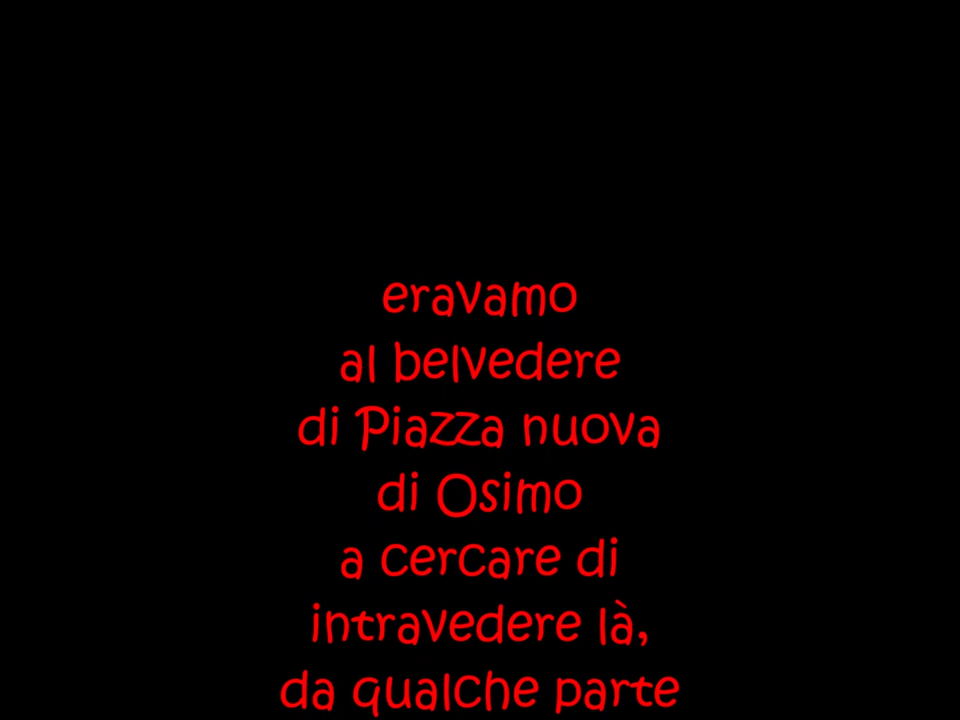 eravamo
al belvedere
di Piazza nuova
di Osimo
a cercare di
intravedere là,
da qualche parte